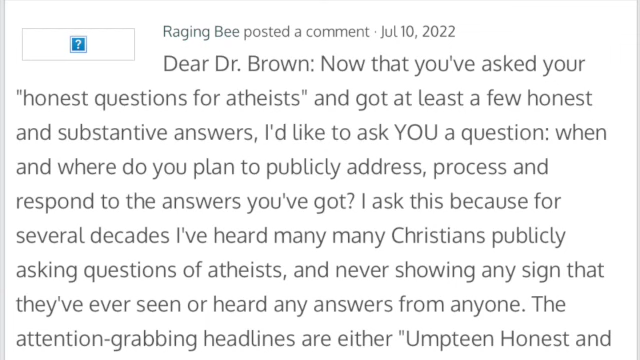 Raging Bee posted a comment · Jul 10, 2022
Dear Dr. Brown: Now that you've asked your
"honest questions for atheists" and got at least a few honest
and substantive answers, I'd like to ask YOU a question: when
and where do you plan to publicly address, process and
respond to the answers you've got? I ask this because for
several decades I've heard many many Christians publicly
asking questions of atheists, and never showing any sign that
they've ever seen or heard any answers from anyone. The
attention-grabbing headlines are either "Umpteen Honest and